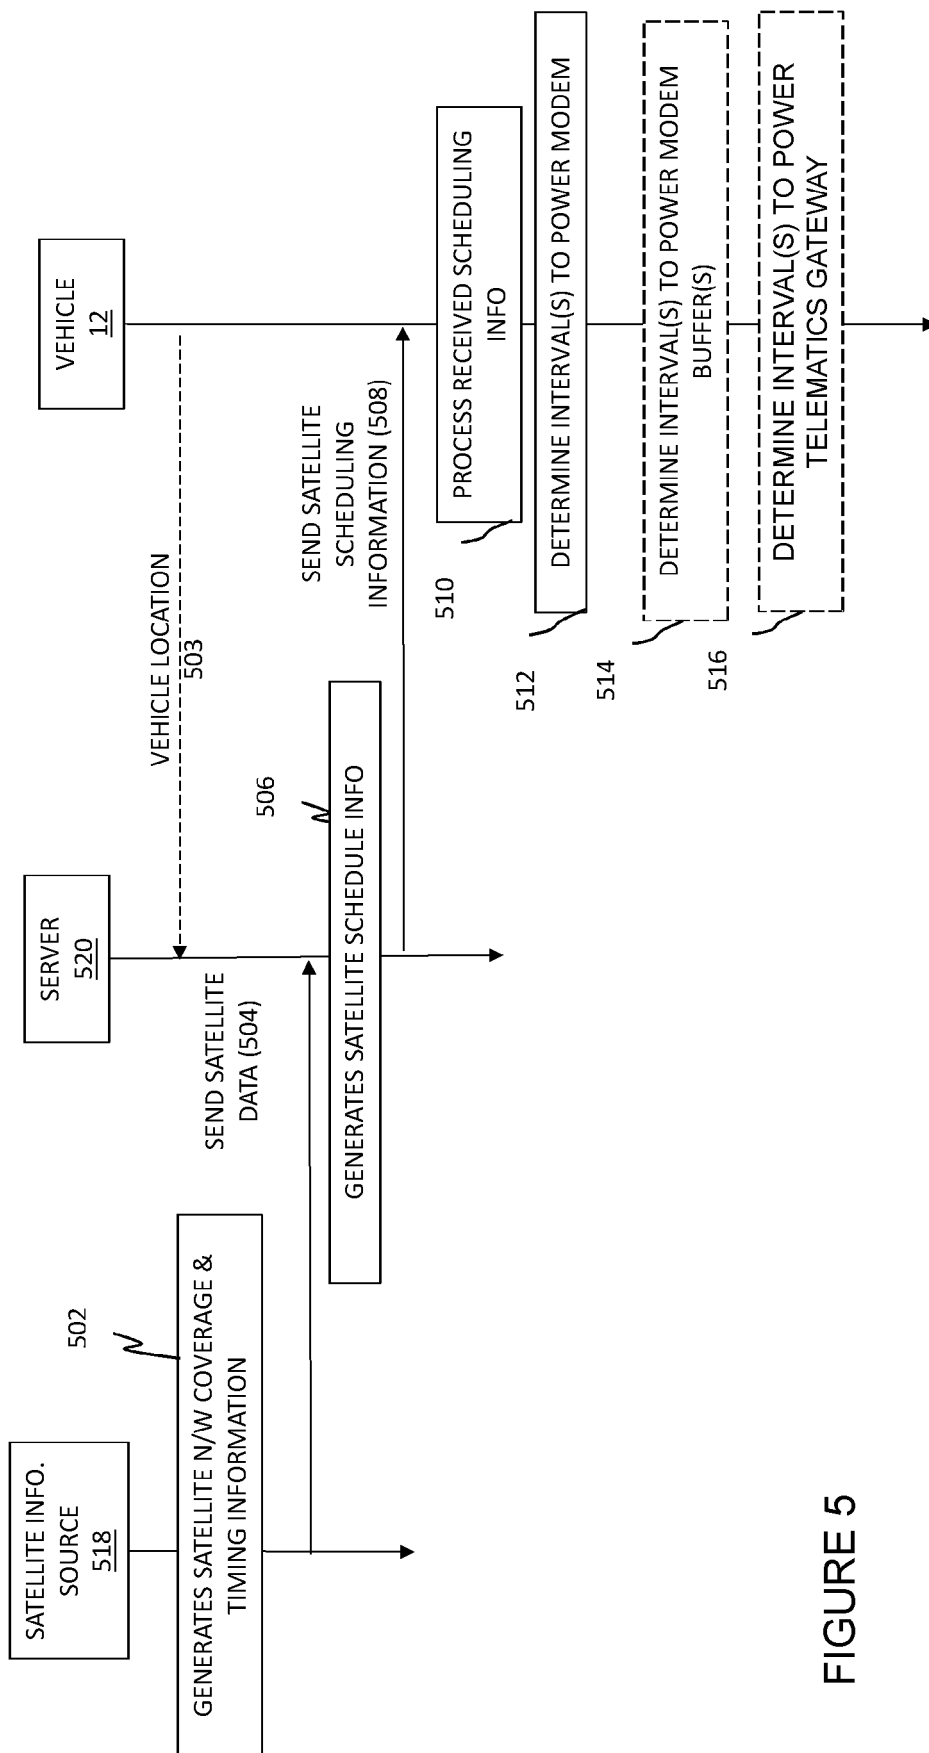 SATELLITE INFO.
SOURCE
518
SERVER
520
VEHICLE
12
VEHICLE LOCATION
503
502
GENERATES SATELLITE N/W COVERAGE &
TIMING INFORMATION
SEND SATELLITE
DATA (504)
506
GENERATES SATELLITE SCHEDULE INFO
SEND SATELLITE
SCHEDULING
INFORMATION (508)
510
PROCESS RECEIVED SCHEDULING
INFO
512
DETERMINE INTERVAL(S) TO POWER MODEM
514
DETERMINE INTERVAL(S) TO POWER MODEM
BUFFER(S)
516
DETERMINE INTERVAL(S) TO POWER
TELEMATICS GATEWAY
FIGURE 5